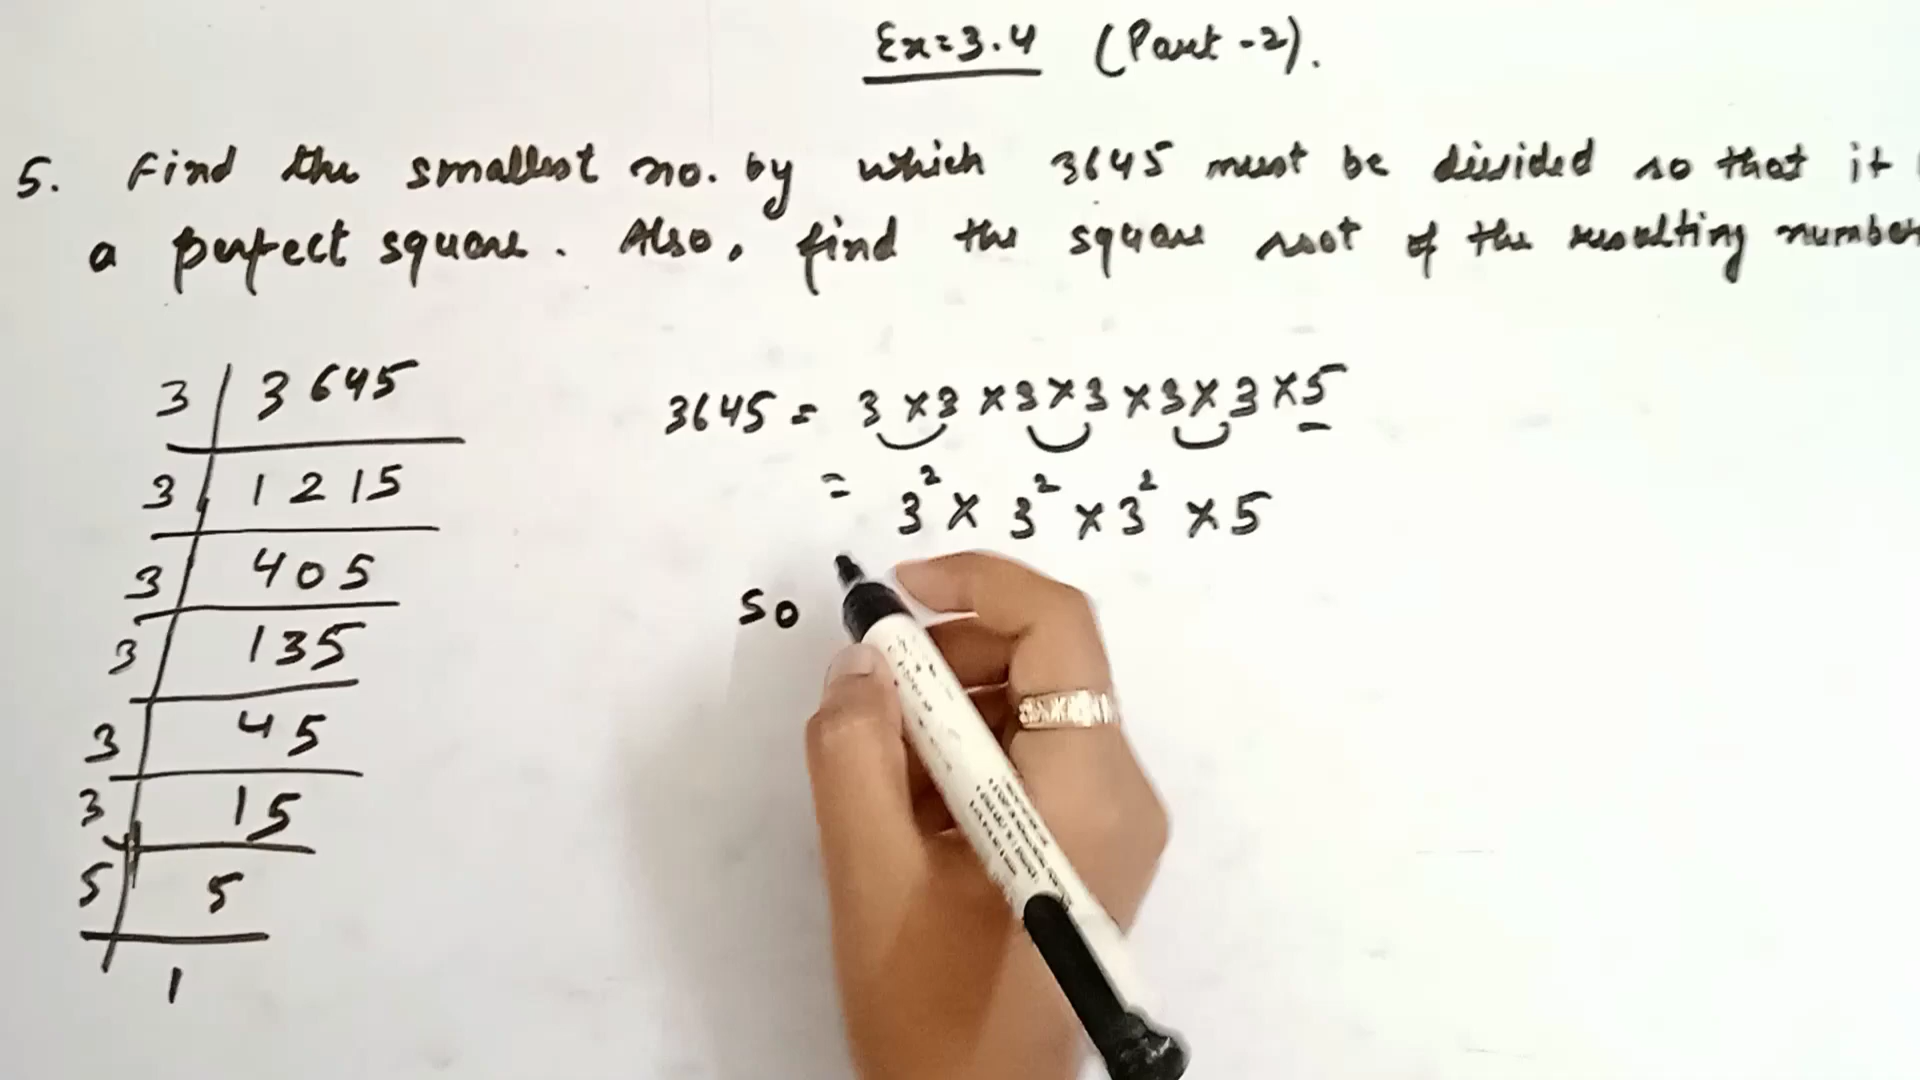 Ex=3.4 (Part-2).
5. Find the smallest no. by which 3645 must be divided so that it
a perfect square. Also, find the square root of the resulting number
3 | 3645
3 | 1215
3 | 405
3 | 135
3 | 45
3 | 15
5 | 5
1
3645 = 3×3×3×3×3×3×5
= 3² × 3² × 3² × 5
So